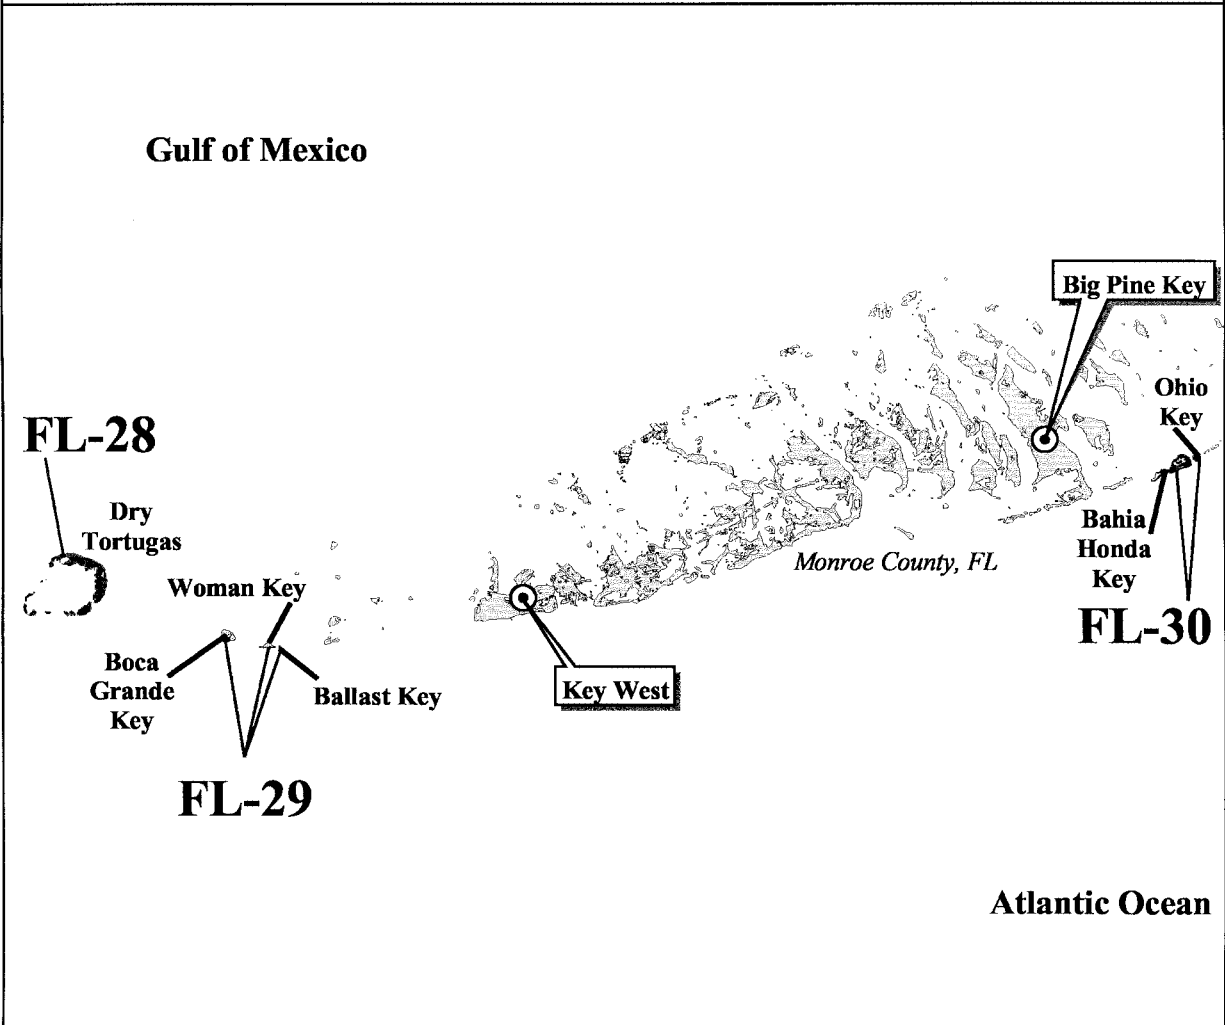 Gulf of Mexico
Big Pine Key
Ohio
Key
FL-28
Dry
Tortugas
Bahia
Honda
Key
Monroe County, FL
Woman Key
FL-30
Boca
Grande
Key
Ballast Key
Key West
FL-29
Atlantic Ocean